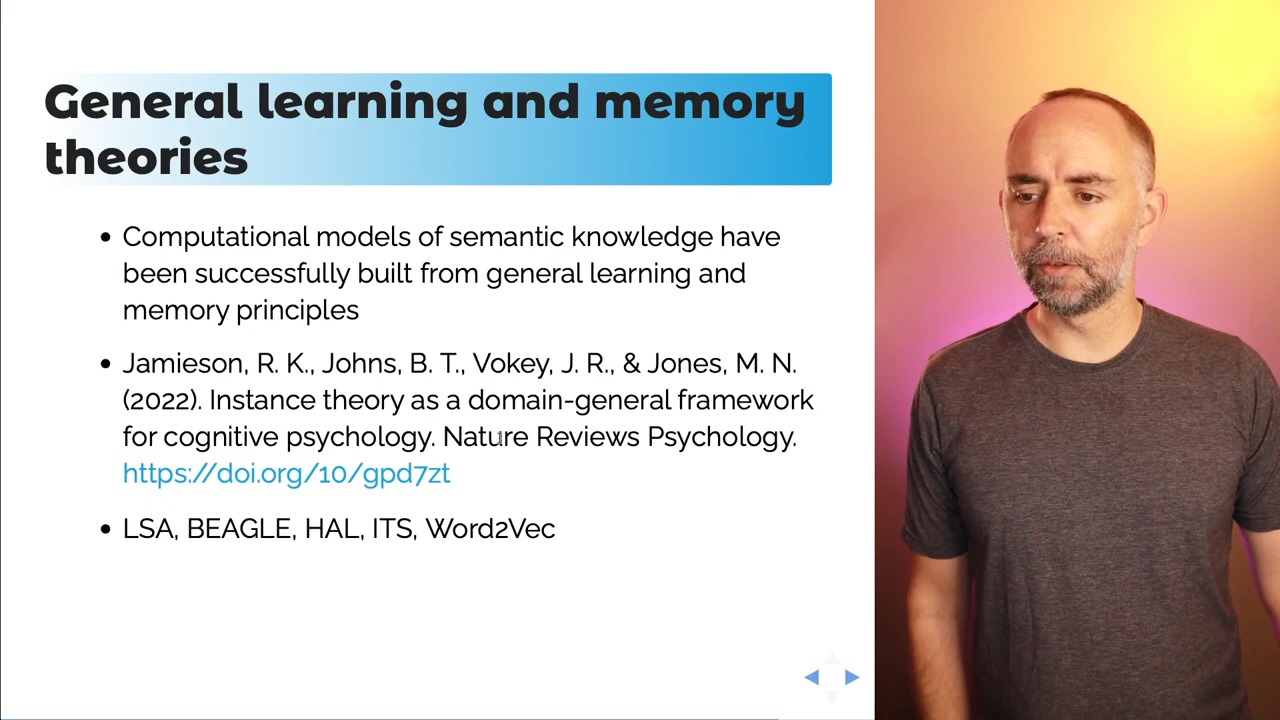 General learning and memory
theories
• Computational models of semantic knowledge have
been successfully built from general learning and
memory principles
• Jamieson, R. K., Johns, B. T., Vokey, J. R., & Jones, M. N.
(2022). Instance theory as a domain-general framework
for cognitive psychology. Nature Reviews Psychology.
https://doi.org/10/gpd7zt
• LSA, BEAGLE, HAL, ITS, Word2Vec